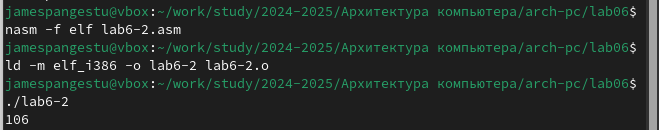 jamespangestu@vbox:~/work/study/2024-2025/Архитектура компьютера/arch-pc/lab06$
nasm -f elf lab6-2.asm
jamespangestu@vbox:~/work/study/2024-2025/Архитектура компьютера/arch-pc/lab06$
ld -m elf_i386 -o lab6-2 lab6-2.o
jamespangestu@vbox:~/work/study/2024-2025/Архитектура компьютера/arch-pc/lab06$
./lab6-2
106